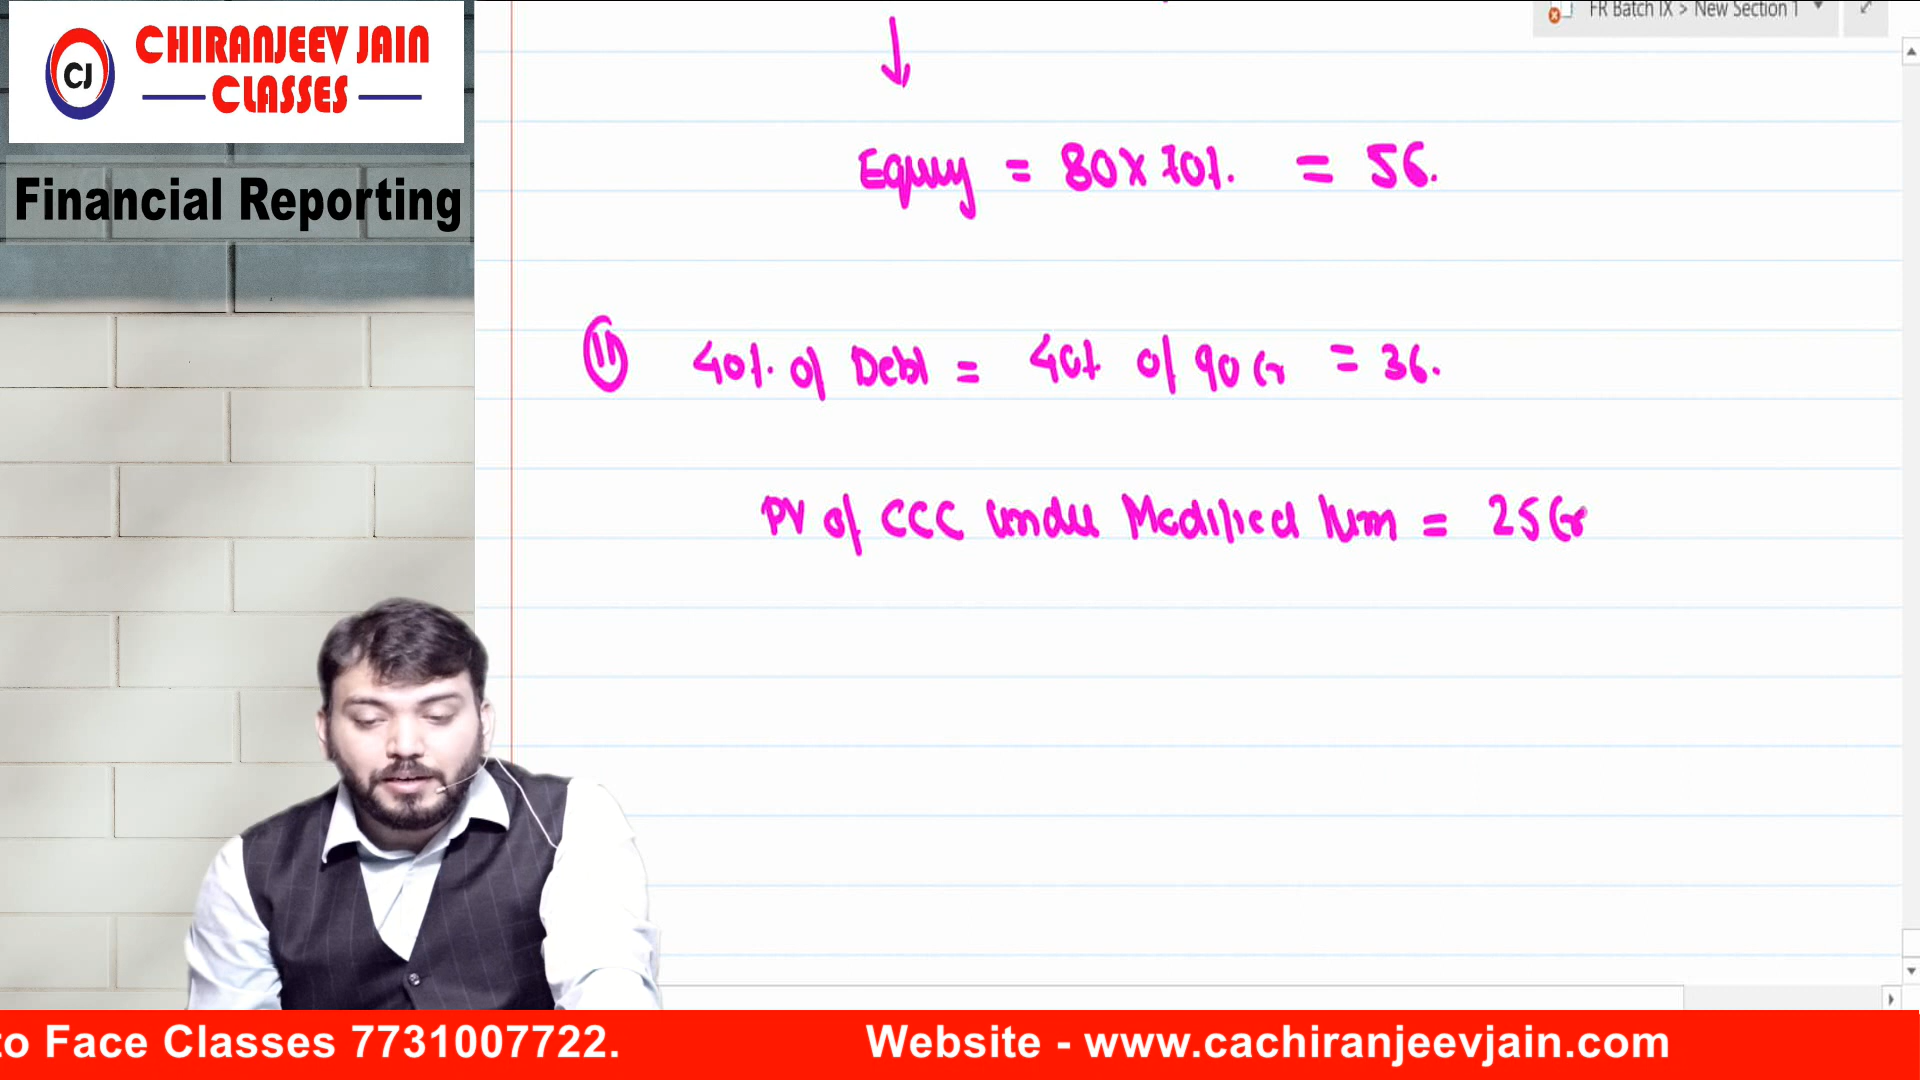 FR Batch IX > New Section 1
CHIRANJEEV JAIN
CJ
CLASSES
Financial Reporting
Equity = 80 x 70%. = 56.
(ii) 40%. of Debt = 40% of 90 Cr = 36.
PV of CCC under Modified term = 25 Cr
to Face Classes 7731007722.
Website - www.cachiranjeevjain.com